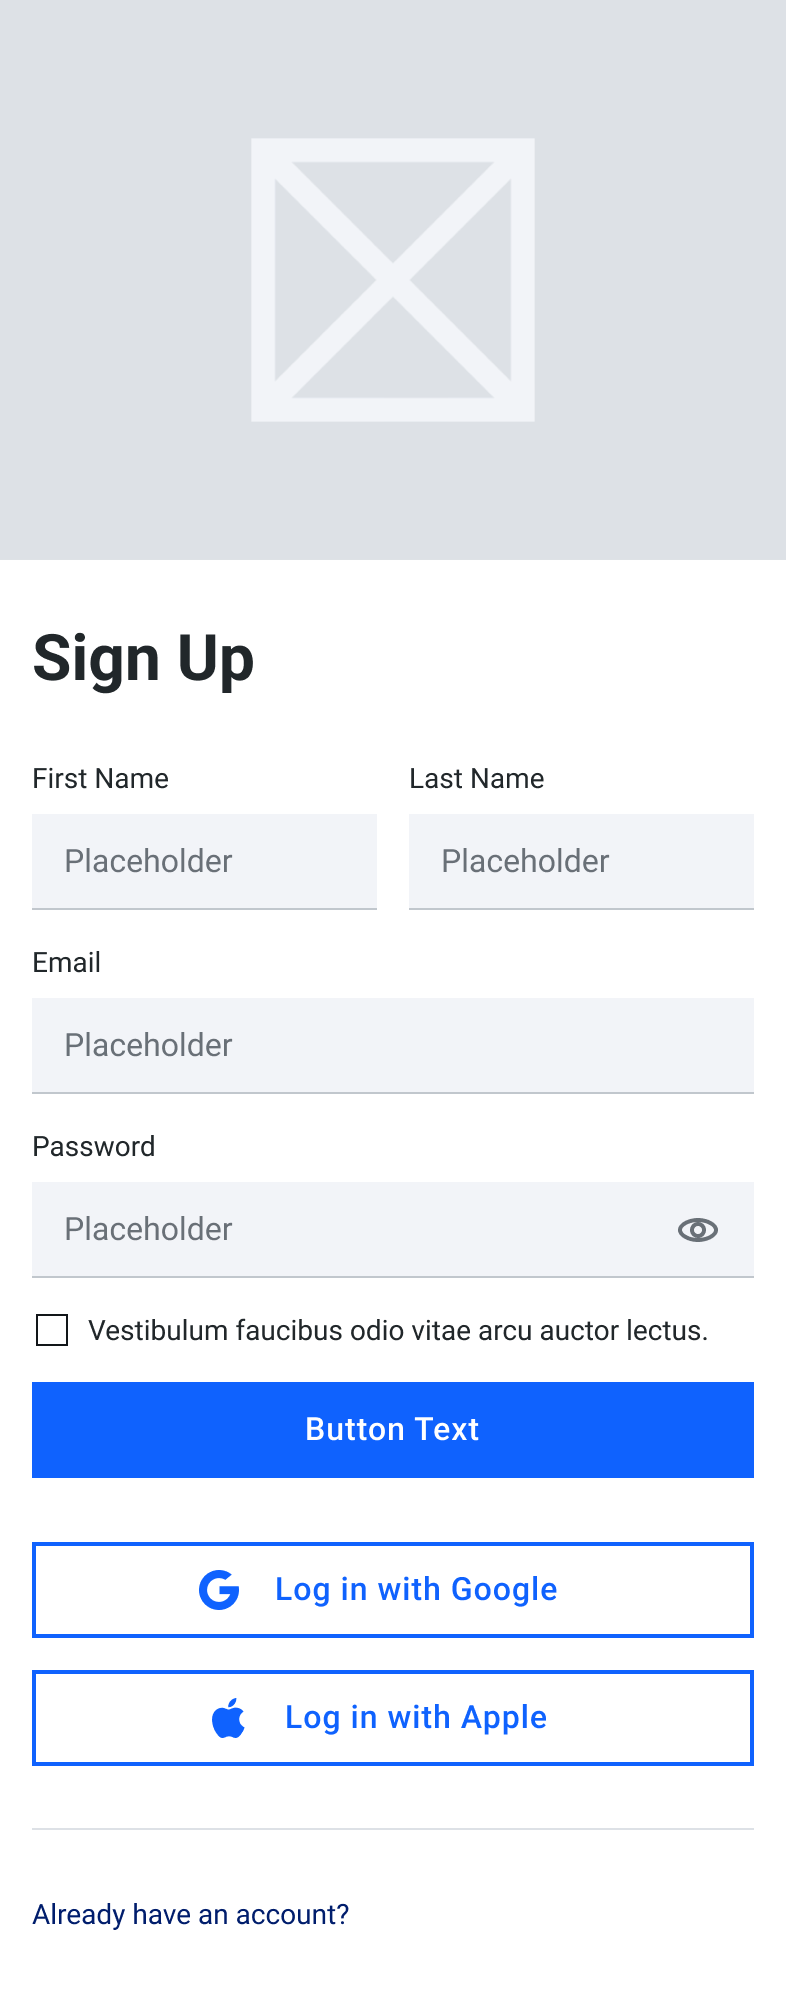 Sign Up
First Name
Last Name
Placeholder
Placeholder
Email
Placeholder
Password
Placeholder
Vestibulum faucibus odio vitae arcu auctor lectus.
Button Text
Log in with Google
Log in with Apple
Already have an account?